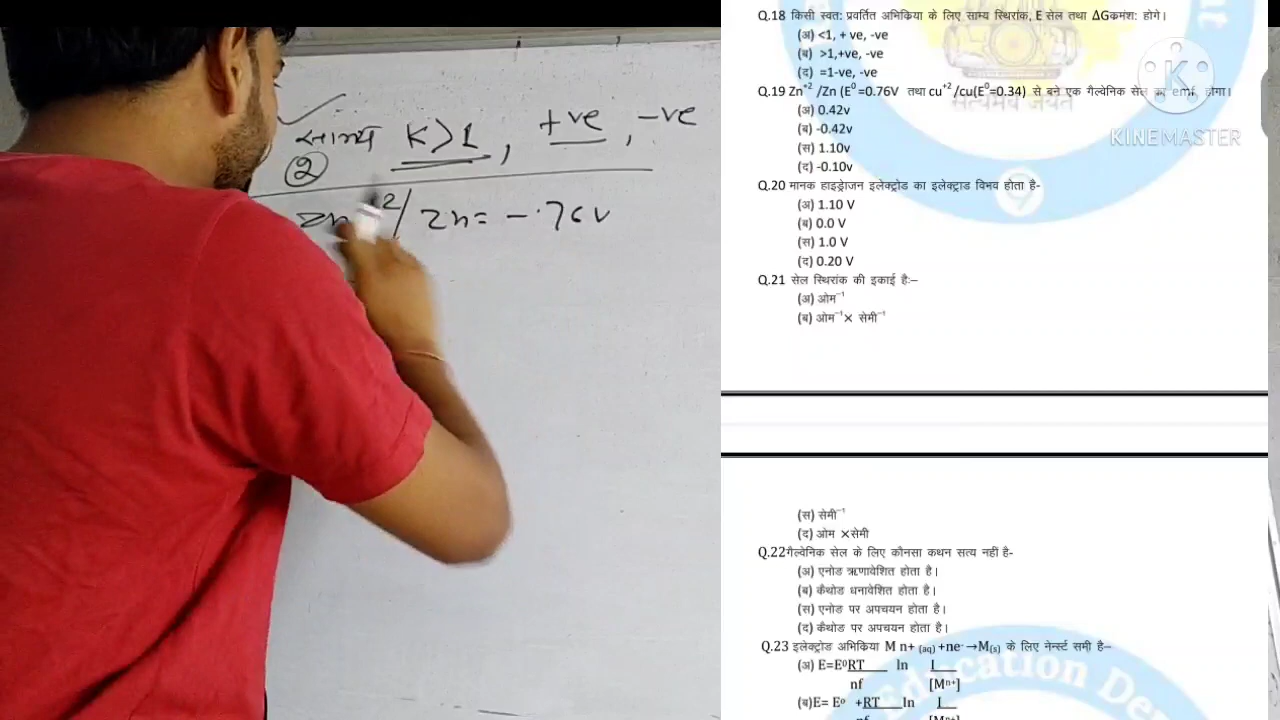 साम्य K>1, +ve, -ve
②
Zn+2/Zn= -.76 v
Q.18 किसी स्वत: प्रवर्तित अभिक्रिया के लिए साम्य स्थिरांक, E सेल तथा ΔGक्रमंश: होगे।
(अ) <1, + ve, -ve
(ब) >1,+ve, -ve
(द) =1-ve, -ve
Q.19 Zn⁺²/Zn (E⁰=0.76V तथा cu⁺²/cu(E⁰=0.34) से बने एक गैल्वेनिक सेल का emf होगा।
(अ) 0.42v
(ब) -0.42v
(स) 1.10v
(द) -0.10v
सत्यमेव जयते
KINEMASTER
Q.20 मानक हाइड्रोजन इलेक्ट्रोड का इलेक्ट्राड विभव होता है-
(अ) 1.10 V
(ब) 0.0 V
(स) 1.0 V
(द) 0.20 V
Q.21 सेल स्थिरांक की इकाई है:–
(अ) ओम⁻¹
(ब) ओम⁻¹× सेमी⁻¹
(स) सेमी⁻¹
(द) ओम ×सेमी
Q.22गैल्वेनिक सेल के लिए कौनसा कथन सत्य नहीं है-
(अ) एनोड ऋणावेशित होता है।
(ब) कैथोड धनावेशित होता है।
(स) एनोड पर अपचयन होता है।
(द) कैथोड पर अपचयन होता है।
Q.23 इलेक्ट्रोड अभिक्रिया M n+ (aq) +ne⁻→M(s) के लिए नेर्न्स्ट समी है–
(अ) E=E⁰RT ln 1
nf [Mⁿ⁺]
(ब)E= E⁰ +RT ln 1